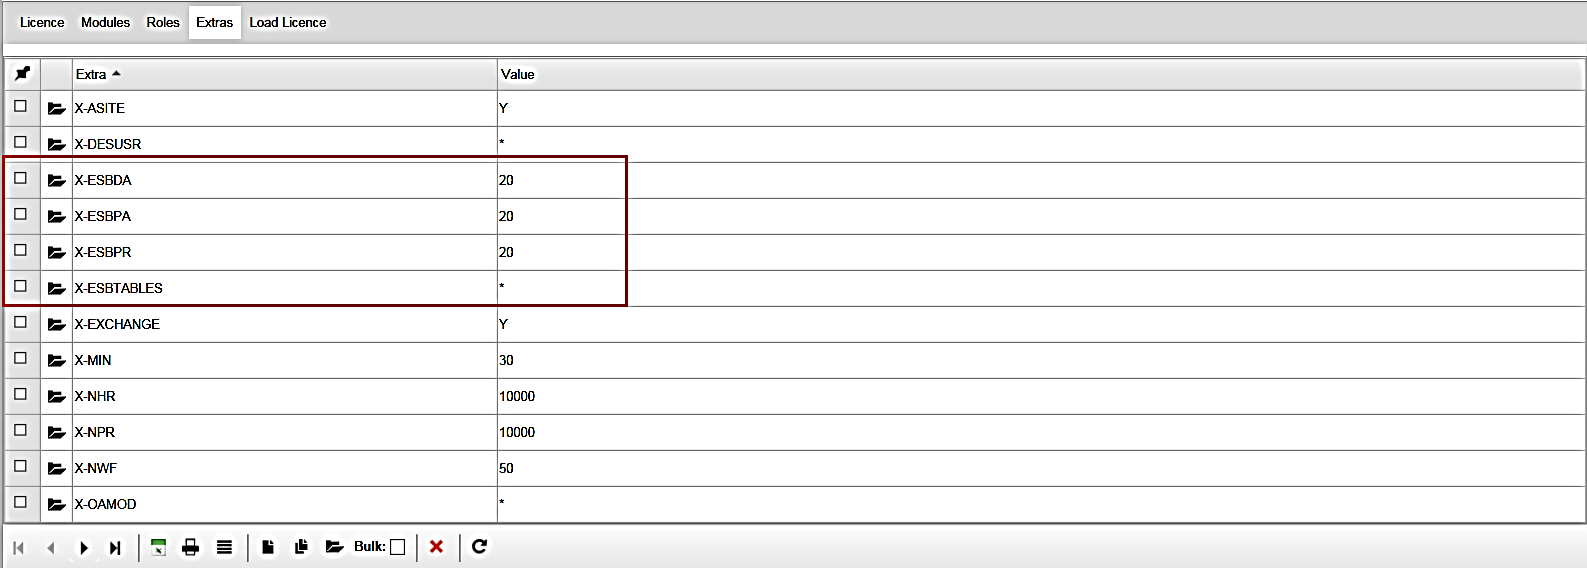 Licence Modules Roles Extras Load Licence
Extra Value
X-ASITE Y
X-DESUSR *
X-ESBDA 20
X-ESBPA 20
X-ESBPR 20
X-ESBTABLES *
X-EXCHANGE Y
X-MIN 30
X-NHR 10000
X-NPR 10000
X-NWF 50
X-OAMOD *
Bulk: